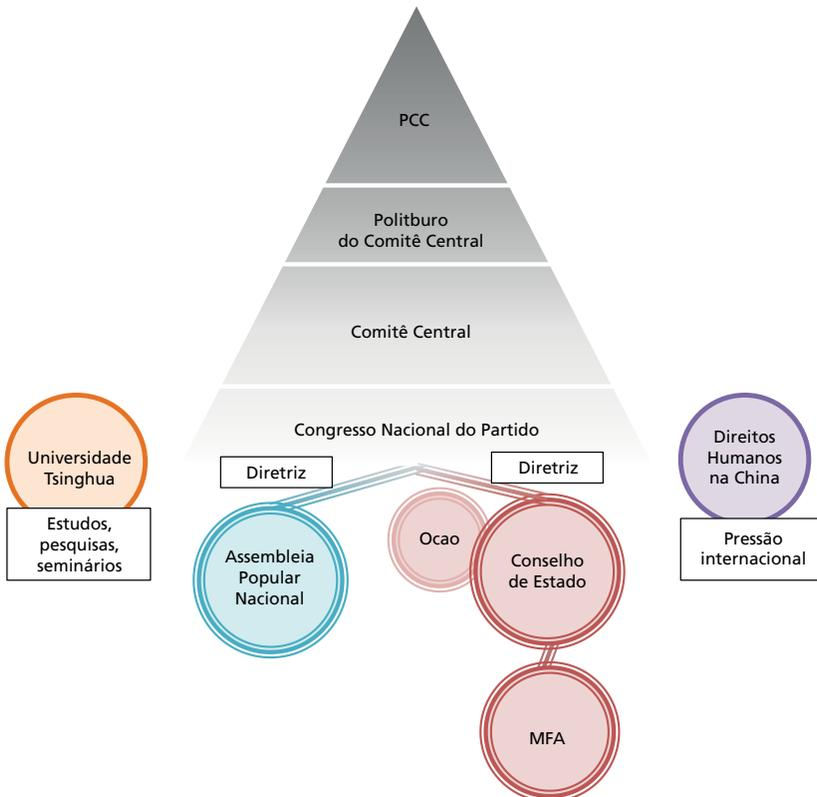 PCC
Politburo
do Comitê Central
Comitê Central
Congresso Nacional do Partido
Universidade
Tsinghua
Estudos,
pesquisas,
seminários
Diretriz
Assembleia
Popular
Nacional
Ocao
Diretriz
Conselho
de Estado
MFA
Direitos
Humanos
na China
Pressão
internacional